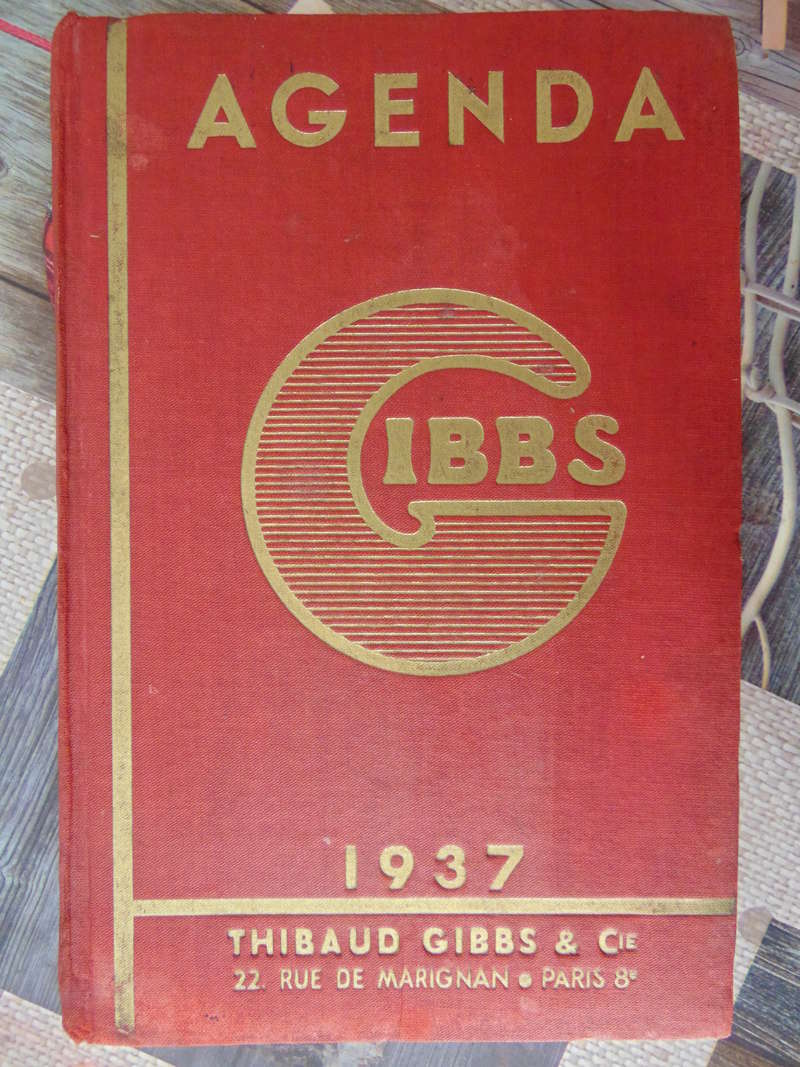 AGENDA
GIBBS
1937
THIBAUD GIBBS & CIE
22. RUE DE MARIGNAN • PARIS 8e